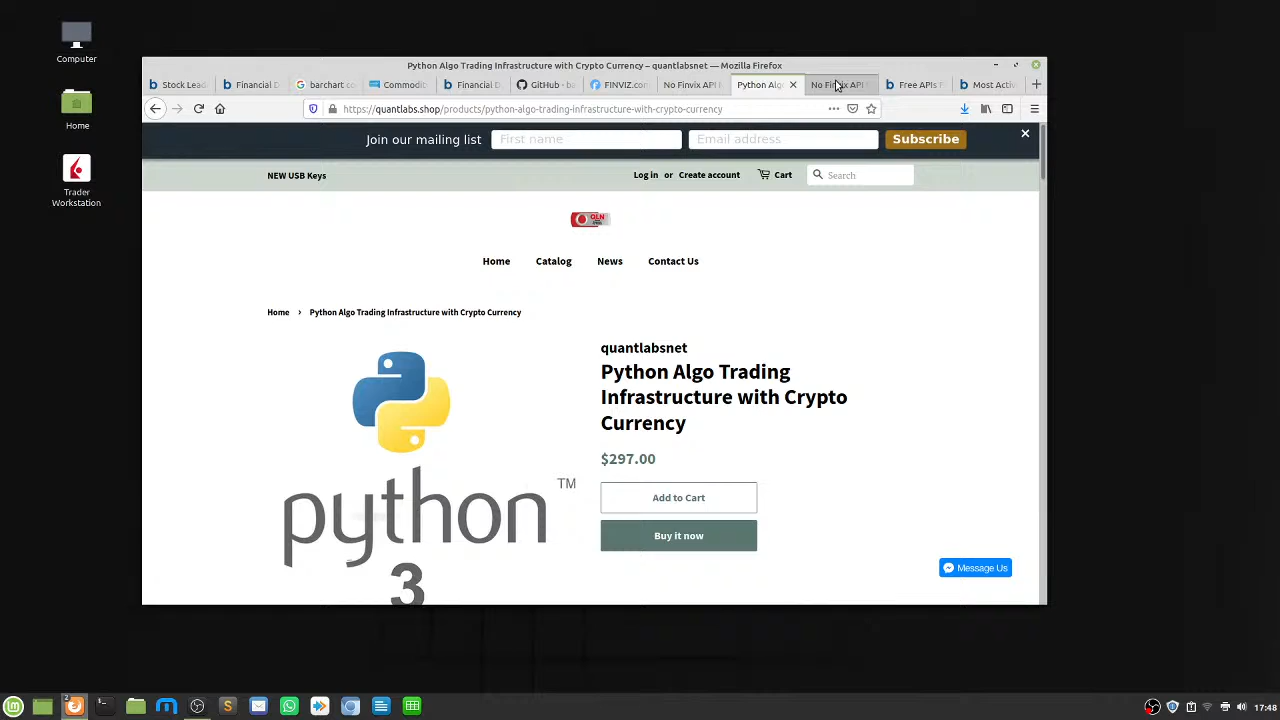 Computer
Home
Trader
Workstation
Python Algo Trading Infrastructure with Crypto Currency – quantlabsnet — Mozilla Firefox
Stock Lead
Financial D
barchart com
Commodit
Financial D
GitHub - ba
FINVIZ.com
No Finvix API
Python Algo
No Finvix API
Free APIs F
Most Activ
https://quantlabs.shop/products/python-algo-trading-infrastructure-with-crypto-currency
Join our mailing list
First name
Email address
Subscribe
NEW USB Keys
Log in or Create account
Cart
Search
QLN
Home
Catalog
News
Contact Us
Home › Python Algo Trading Infrastructure with Crypto Currency
quantlabsnet
Python Algo Trading
Infrastructure with Crypto
Currency
$297.00
Add to Cart
Buy it now
python TM
3
Message Us
2
17:48